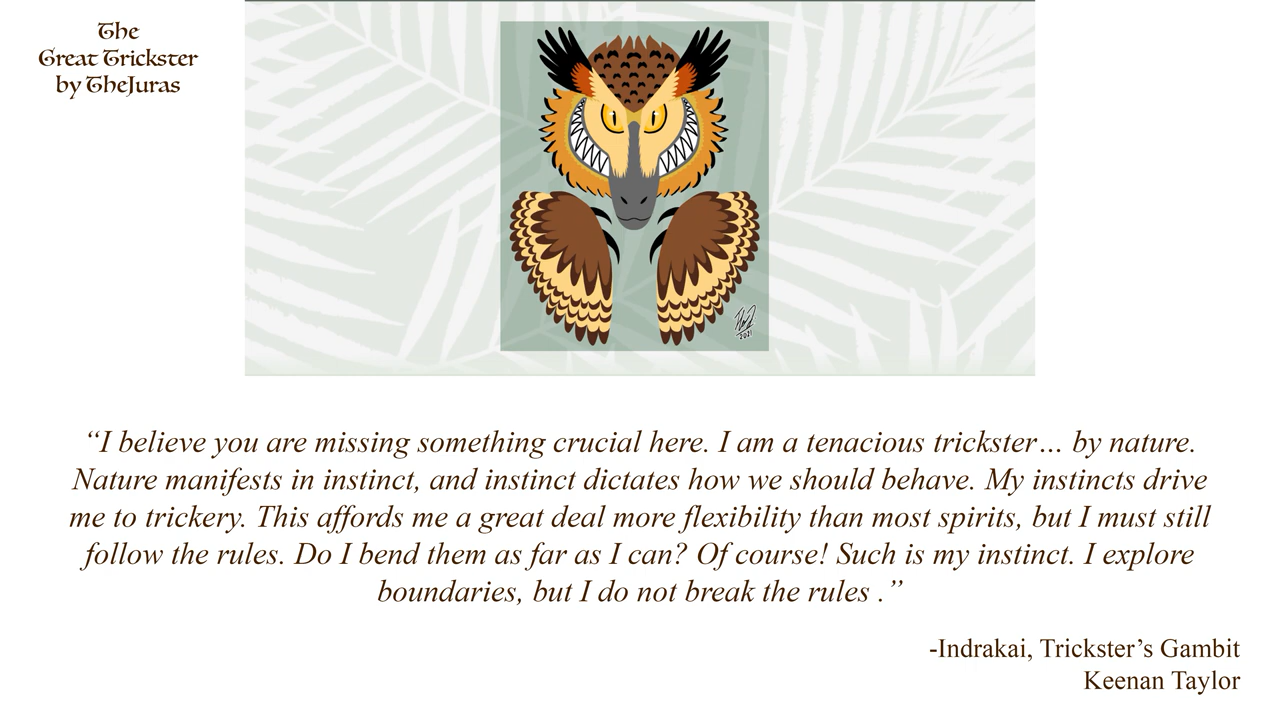 The
Great Trickster
by TheJuras
2021
“I believe you are missing something crucial here. I am a tenacious trickster… by nature.
Nature manifests in instinct, and instinct dictates how we should behave. My instincts drive
me to trickery. This affords me a great deal more flexibility than most spirits, but I must still
follow the rules. Do I bend them as far as I can? Of course! Such is my instinct. I explore
boundaries, but I do not break the rules .”
-Indrakai, Trickster’s Gambit
Keenan Taylor